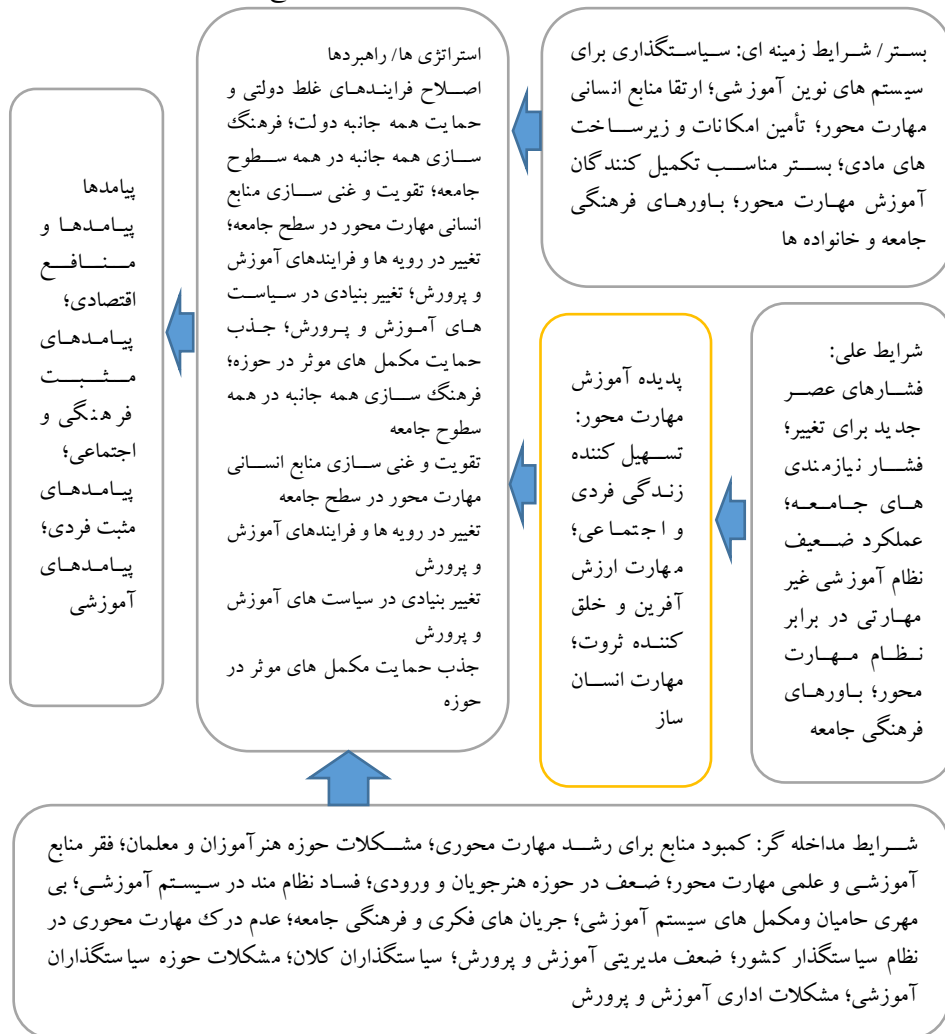 بستر/ شرایط زمینه ای: سیاستگذاری برای
سیستم های نوین آموزشی؛ ارتقا منابع انسانی
مهارت محور؛ تأمین امکانات و زیرساخت
های مادی؛ بستر مناسب تکمیل کنندگان
آموزش مهارت محور؛ باورهای فرهنگی
جامعه و خانواده ها
شرایط علی:
فشارهای عصر
جدید برای تغییر؛
فشار نیازمندی
های جامعه؛
عملکرد ضعیف
نظام آموزشی غیر
مهارتی در برابر
نظام مهارت
محور؛ باورهای
فرهنگی جامعه
پدیده آموزش
مهارت محور:
تسهیل کننده
زندگی فردی
و اجتماعی؛
مهارت ارزش
آفرین و خلق
کننده ثروت؛
مهارت انسان
ساز
استراتژی ها/ راهبردها
اصلاح فرایندهای غلط دولتی و
حمایت همه جانبه دولت؛ فرهنگ
سازی همه جانبه در همه سطوح
جامعه؛ تقویت و غنی سازی منابع
انسانی مهارت محور در سطح جامعه؛
تغییر در رویه ها و فرایندهای آموزش
و پرورش؛ تغییر بنیادی در سیاست
های آموزش و پرورش؛ جذب
حمایت مکمل های موثر در حوزه؛
فرهنگ سازی همه جانبه در همه
سطوح جامعه
تقویت و غنی سازی منابع انسانی
مهارت محور در سطح جامعه
تغییر در رویه ها و فرایندهای آموزش
و پرورش
تغییر بنیادی در سیاست های آموزش
و پرورش
جذب حمایت مکمل های موثر در
حوزه
پیامدها
پیامدها و
منافع
اقتصادی؛
پیامدهای
مثبت
فرهنگی و
اجتماعی؛
پیامدهای
مثبت فردی؛
پیامدهای
آموزشی
شرایط مداخله گر: کمبود منابع برای رشد مهارت محوری؛ مشکلات حوزه هنرآموزان و معلمان؛ فقر منابع
آموزشی و علمی مهارت محور؛ ضعف در حوزه هنرجویان و ورودی؛ فساد نظام مند در سیستم آموزشی؛ بی
مهری حامیان ومکمل های سیستم آموزشی؛ جریان های فکری و فرهنگی جامعه؛ عدم درک مهارت محوری در
نظام سیاستگذار کشور؛ ضعف مدیریتی آموزش و پرورش؛ سیاستگذاران کلان؛ مشکلات حوزه سیاستگذاران
آموزشی؛ مشکلات اداری آموزش و پرورش